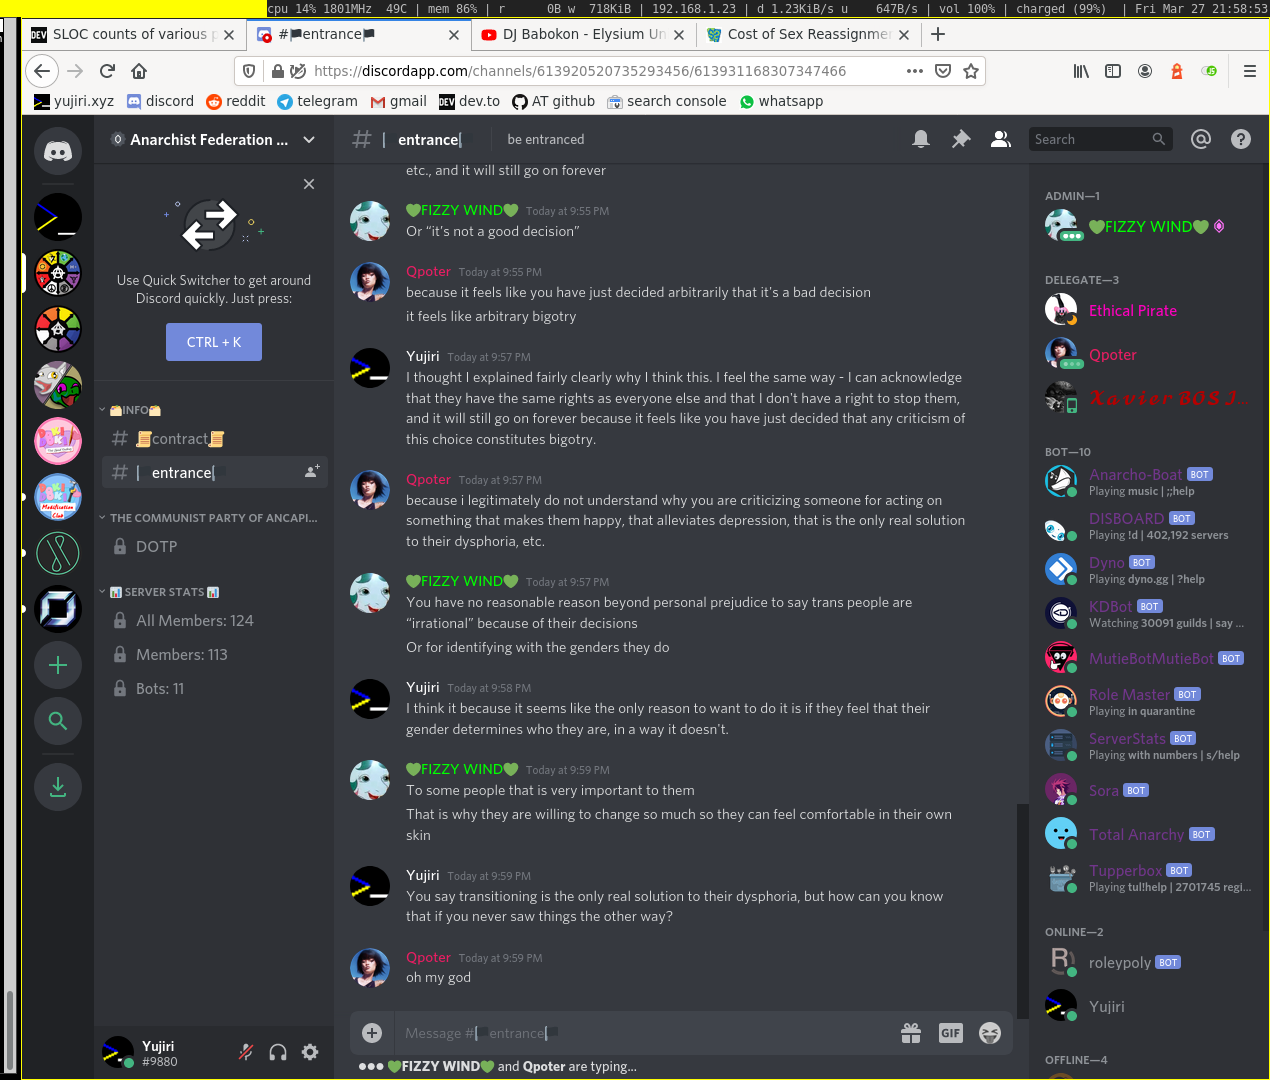 cpu 14% 1801MHz 49C | mem 86% | r 0B w 718KiB | 192.168.1.23 | d 1.23KiB/s u 647B/s | vol 100% | charged (99%) | Fri Mar 27 21:58:53
SLOC counts of various p
#🏴entrance🏴
DJ Babokon - Elysium Un
Cost of Sex Reassignmen
https://discordapp.com/channels/613920520735293456/613931168307347466
yujiri.xyz
discord
reddit
telegram
gmail
dev.to
AT github
search console
whatsapp
Anarchist Federation ...
entrance
be entranced
Search
Use Quick Switcher to get around
Discord quickly. Just press:
CTRL + K
INFO
contract
entrance
THE COMMUNIST PARTY OF ANCAPI...
DOTP
SERVER STATS
All Members: 124
Members: 113
Bots: 11
Yujiri
#9880
etc., and it will still go on forever
💚FIZZY WIND💚 Today at 9:55 PM
Or “it’s not a good decision”
Qpoter Today at 9:55 PM
because it feels like you have just decided arbitrarily that it's a bad decision
it feels like arbitrary bigotry
Yujiri Today at 9:57 PM
I thought I explained fairly clearly why I think this. I feel the same way - I can acknowledge
that they have the same rights as everyone else and that I don't have a right to stop them,
and it will still go on forever because it feels like you have just decided that any criticism of
this choice constitutes bigotry.
Qpoter Today at 9:57 PM
because i legitimately do not understand why you are criticizing someone for acting on
something that makes them happy, that alleviates depression, that is the only real solution
to their dysphoria, etc.
💚FIZZY WIND💚 Today at 9:57 PM
You have no reasonable reason beyond personal prejudice to say trans people are
“irrational” because of their decisions
Or for identifying with the genders they do
Yujiri Today at 9:58 PM
I think it because it seems like the only reason to want to do it is if they feel that their
gender determines who they are, in a way it doesn't.
💚FIZZY WIND💚 Today at 9:59 PM
To some people that is very important to them
That is why they are willing to change so much so they can feel comfortable in their own
skin
Yujiri Today at 9:59 PM
You say transitioning is the only real solution to their dysphoria, but how can you know
that if you never saw things the other way?
Qpoter Today at 9:59 PM
oh my god
Message #🏴entrance🏴
GIF
💚FIZZY WIND💚 and Qpoter are typing...
ADMIN—1
💚FIZZY WIND💚
DELEGATE—3
Ethical Pirate
Qpoter
Xavier BOS J...
BOT—10
Anarcho-Boat BOT
Playing music | ;;help
DISBOARD BOT
Playing !d | 402,192 servers
Dyno BOT
Playing dyno.gg | ?help
KDBot BOT
Watching 30091 guilds | say ...
MutieBotMutieBot BOT
Role Master BOT
Playing in quarantine
ServerStats BOT
Playing with numbers | s/help
Sora BOT
Total Anarchy BOT
Tupperbox BOT
Playing tul!help | 2701745 regi...
ONLINE—2
roleypoly BOT
Yujiri
OFFLINE—4